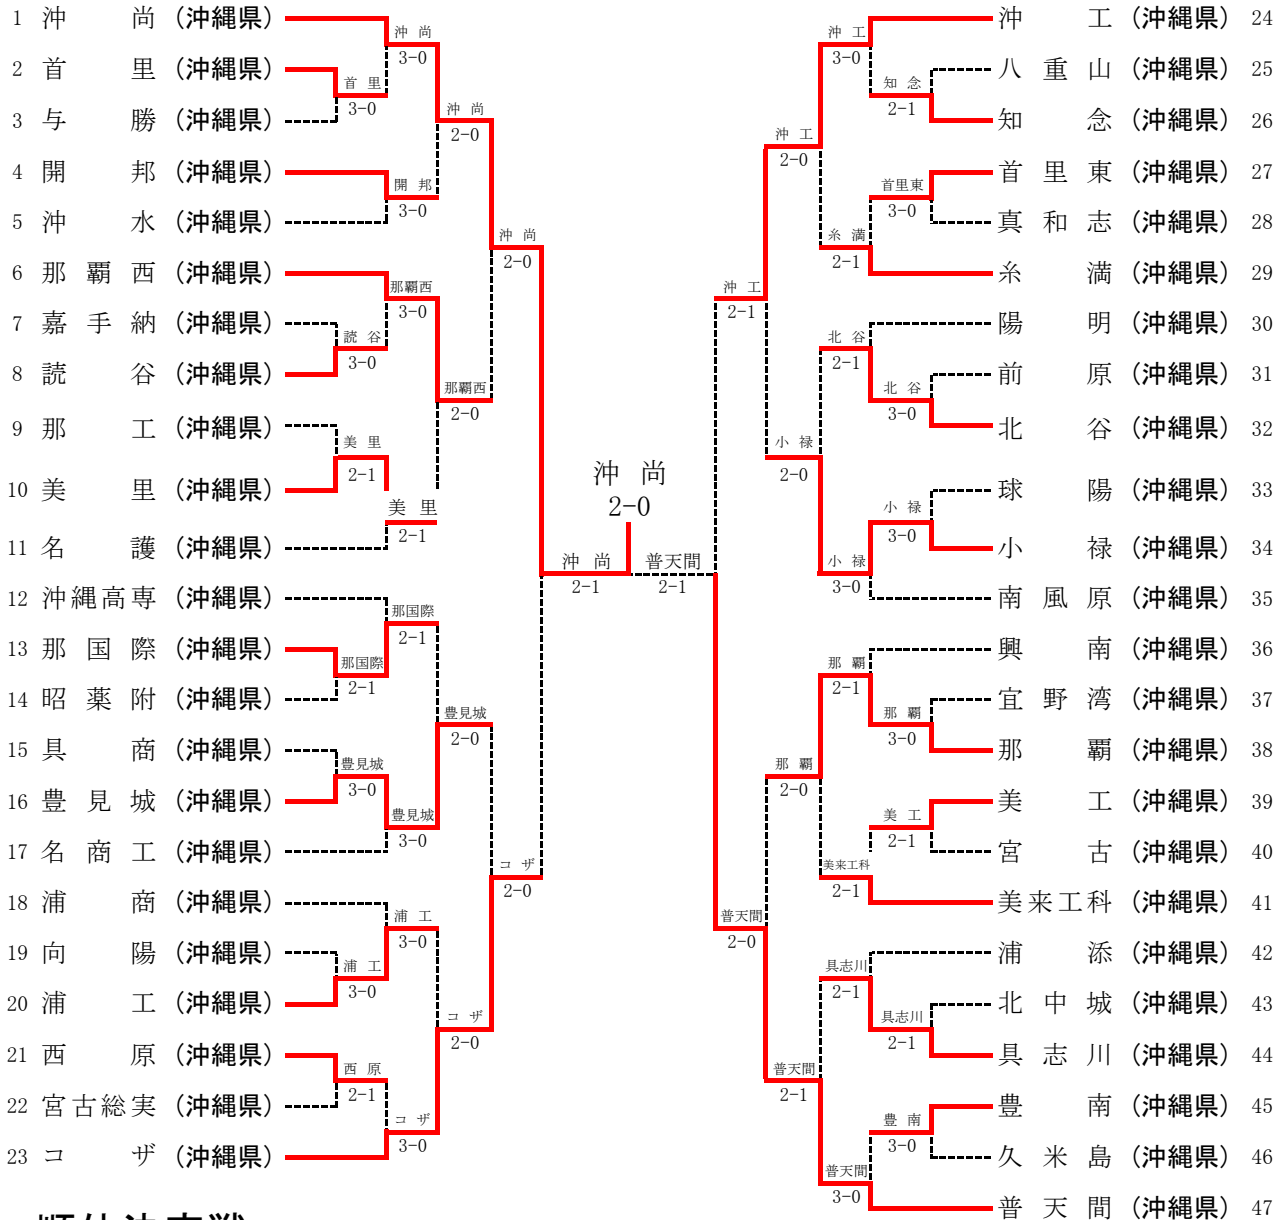 1 沖尚 (沖縄県)
2 首里 (沖縄県)
3 与勝 (沖縄県)
4 開邦 (沖縄県)
5 沖水 (沖縄県)
6 那覇西 (沖縄県)
7 嘉手納 (沖縄県)
8 読谷 (沖縄県)
9 那工 (沖縄県)
10 美里 (沖縄県)
11 名護 (沖縄県)
12 沖縄高専 (沖縄県)
13 那国際 (沖縄県)
14 昭薬附 (沖縄県)
15 具商 (沖縄県)
16 豊見城 (沖縄県)
17 名商工 (沖縄県)
18 浦商 (沖縄県)
19 向陽 (沖縄県)
20 浦工 (沖縄県)
21 西原 (沖縄県)
22 宮古総実 (沖縄県)
23 コザ (沖縄県)
首里
3-0
読谷
3-0
美里
2-1
那国際
2-1
豊見城
3-0
浦工
3-0
西原
2-1
沖尚
3-0
開邦
3-0
那覇西
3-0
美里
2-1
那国際
2-1
豊見城
3-0
浦工
3-0
コザ
3-0
沖尚
2-0
那覇西
2-0
豊見城
2-0
コザ
2-0
沖尚
2-0
コザ
2-0
沖尚
2-1
沖尚
2-0
普天間
2-1
沖工
2-1
普天間
2-0
沖工
2-0
小禄
2-0
那覇
2-0
普天間
2-1
沖工
3-0
糸満
2-1
北谷
2-1
小禄
3-0
那覇
2-1
美来工科
2-1
具志川
2-1
普天間
3-0
知念
2-1
首里東
3-0
北谷
3-0
小禄
3-0
那覇
3-0
美工
2-1
具志川
2-1
豊南
3-0
沖工 (沖縄県) 24
八重山 (沖縄県) 25
知念 (沖縄県) 26
首里東 (沖縄県) 27
真和志 (沖縄県) 28
糸満 (沖縄県) 29
陽明 (沖縄県) 30
前原 (沖縄県) 31
北谷 (沖縄県) 32
球陽 (沖縄県) 33
小禄 (沖縄県) 34
南風原 (沖縄県) 35
興南 (沖縄県) 36
宜野湾 (沖縄県) 37
那覇 (沖縄県) 38
美工 (沖縄県) 39
宮古 (沖縄県) 40
美来工科 (沖縄県) 41
浦添 (沖縄県) 42
北中城 (沖縄県) 43
具志川 (沖縄県) 44
豊南 (沖縄県) 45
久米島 (沖縄県) 46
普天間 (沖縄県) 47